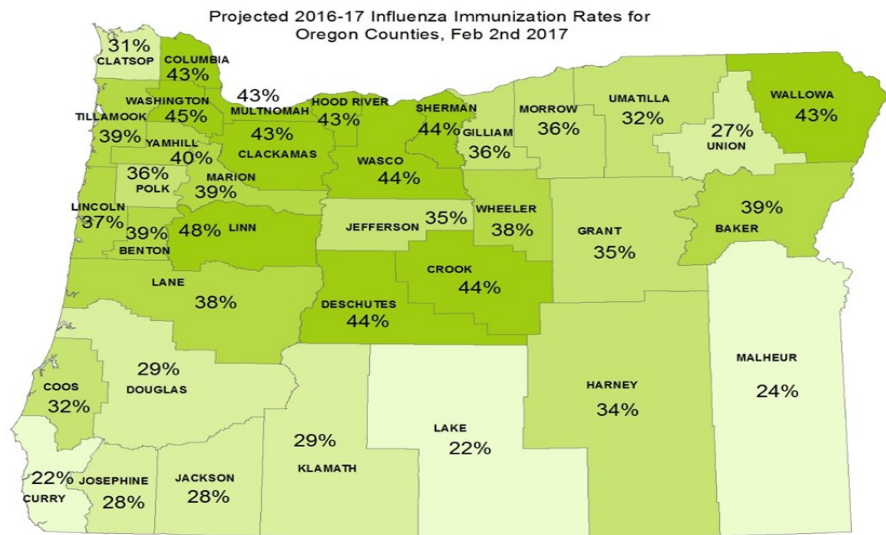 Projected 2016-17 Influenza Immunization Rates for
Oregon Counties, Feb 2nd 2017
31%
CLATSOP
COLUMBIA
43%
WASHINGTON
45%
43%
MULTNOMAH
HOOD RIVER
43%
SHERMAN
44%
GILLIAM
36%
MORROW
36%
UMATILLA
32%
27%
UNION
WALLOWA
43%
TILLAMOOK
39%
YAMHILL
40%
43%
CLACKAMAS
WASCO
44%
36%
POLK
MARION
39%
LINCOLN
37%
39%
BENTON
48%
LINN
JEFFERSON
35%
WHEELER
38%
GRANT
35%
39%
BAKER
LANE
38%
DESCHUTES
44%
CROOK
44%
29%
DOUGLAS
COOS
32%
HARNEY
34%
MALHEUR
24%
22%
CURRY
JOSEPHINE
28%
JACKSON
28%
29%
KLAMATH
LAKE
22%